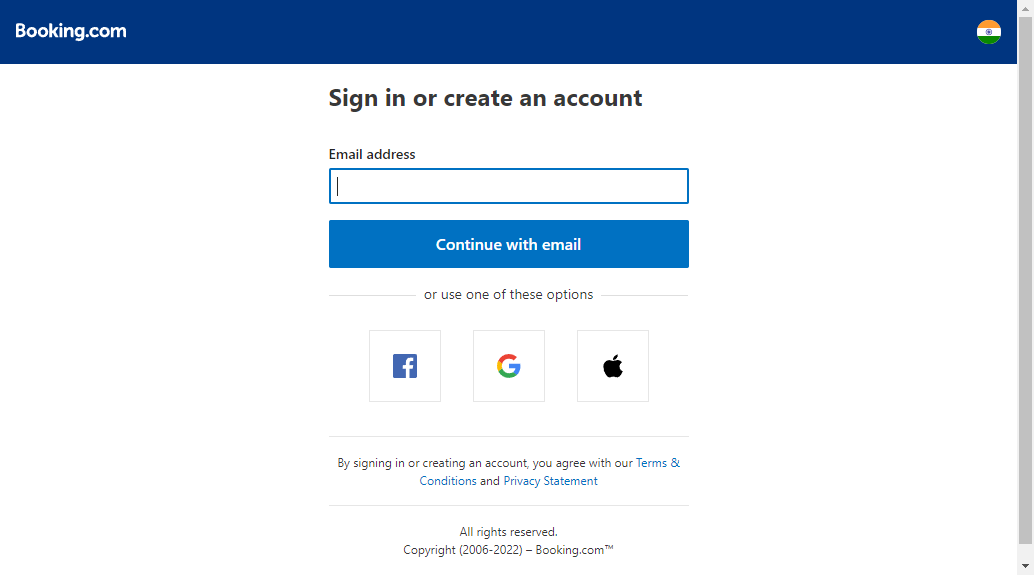 Booking.com
Sign in or create an account
Email address
Continue with email
or use one of these options
By signing in or creating an account, you agree with our Terms &
Conditions and Privacy Statement
All rights reserved.
Copyright (2006-2022) – Booking.com™